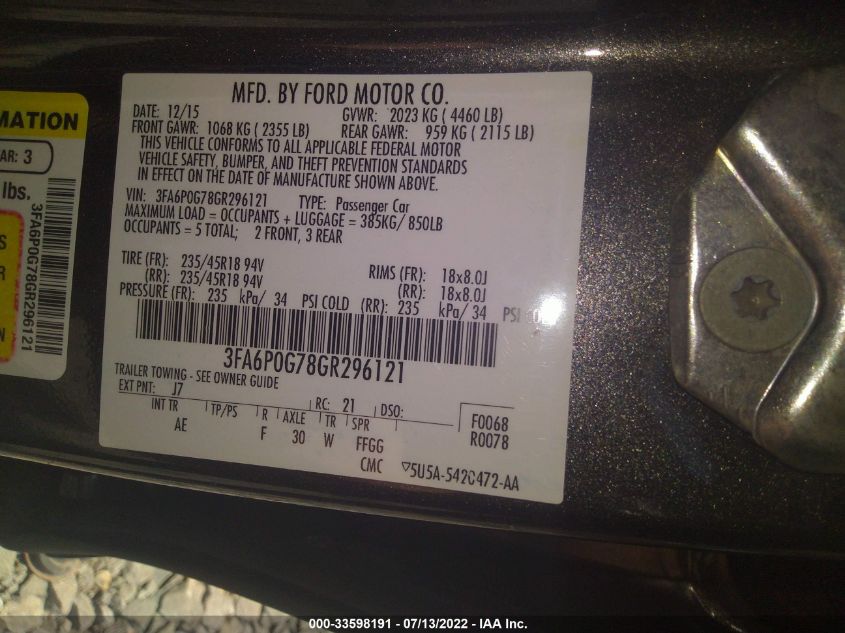 MFD. BY FORD MOTOR CO.
DATE: 12/15 GVWR: 2023 KG ( 4460 LB)
FRONT GAWR: 1068 KG ( 2355 LB) REAR GAWR: 959 KG ( 2115 LB)
THIS VEHICLE CONFORMS TO ALL APPLICABLE FEDERAL MOTOR
VEHICLE SAFETY, BUMPER, AND THEFT PREVENTION STANDARDS
IN EFFECT ON THE DATE OF MANUFACTURE SHOWN ABOVE.
VIN: 3FA6P0G78GR296121 TYPE: Passenger Car
MAXIMUM LOAD = OCCUPANTS + LUGGAGE = 385KG/ 850LB
OCCUPANTS = 5 TOTAL; 2 FRONT, 3 REAR
TIRE (FR): 235/45R18 94V RIMS (FR): 18x8.0J
(RR): 235/45R18 94V (RR): 18x8.0J
PRESSURE (FR): 235 kPa/ 34 PSI COLD (RR): 235 kPa/ 34 PSI COLD
3FA6P0G78GR296121
TRAILER TOWING - SEE OWNER GUIDE
EXT PNT: J7 RC: 21 DSO:
INT TR TP/PS R AXLE TR SPR F0068
AE F 30 W FFGG R0078
CMC 5U5A-5420472-AA
MATION
AR: 3
lbs.
S
ER
3FA6P0G78GR296121
000-33598191 - 07/13/2022 - IAA Inc.